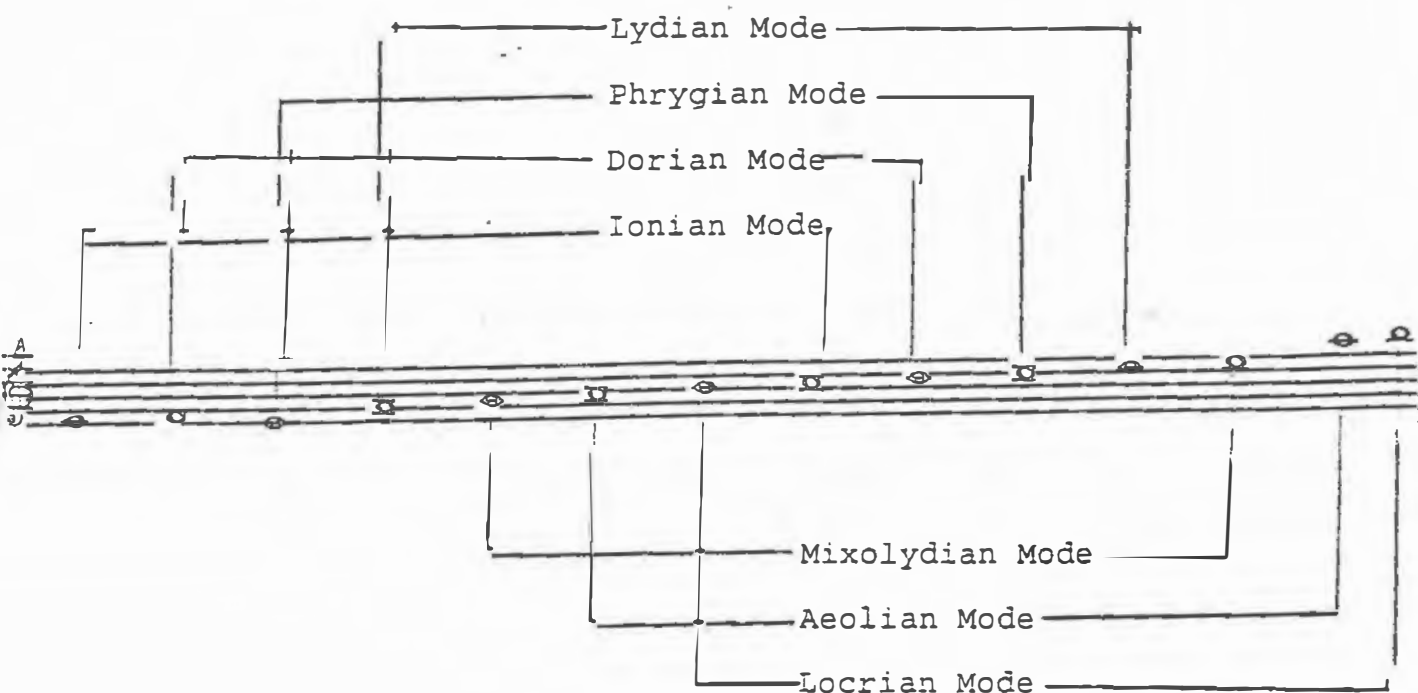 Lydian Mode
Phrygian Mode
Dorian Mode
Ionian Mode
Mixolydian Mode
Aeolian Mode
Locrian Mode